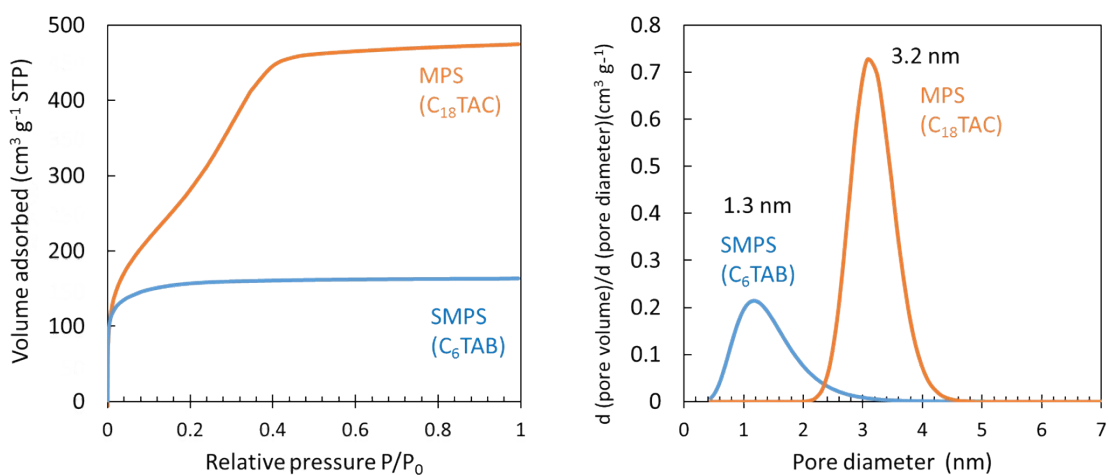 Volume adsorbed (cm³ g⁻¹ STP)
500
400
300
200
100
0
MPS
(C₁₈TAC)
SMPS
(C₆TAB)
0
0.2
0.4
0.6
0.8
1
Relative pressure P/P₀
d (pore volume)/d (pore diameter)(cm³ g⁻¹)
0.8
0.7
0.6
0.5
0.4
0.3
0.2
0.1
0
3.2 nm
MPS
(C₁₈TAC)
1.3 nm
SMPS
(C₆TAB)
0
1
2
3
4
5
6
7
Pore diameter (nm)